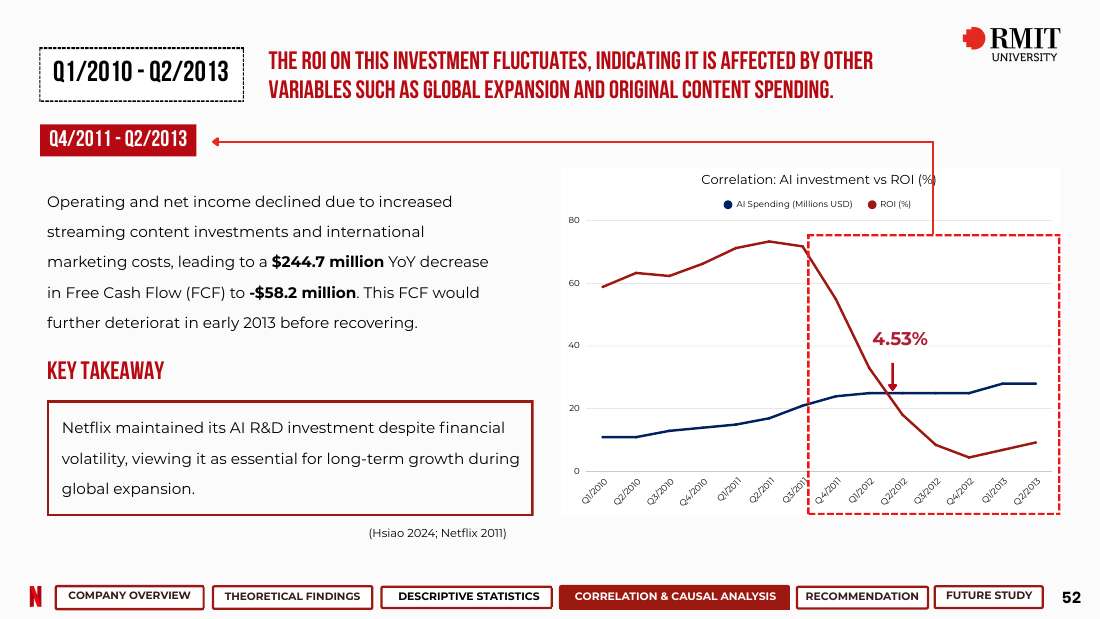 Q1/2010 - Q2/2013
THE ROI ON THIS INVESTMENT FLUCTUATES, INDICATING IT IS AFFECTED BY OTHER
VARIABLES SUCH AS GLOBAL EXPANSION AND ORIGINAL CONTENT SPENDING.
RMIT
UNIVERSITY
Q4/2011 - Q2/2013
Operating and net income declined due to increased
streaming content investments and international
marketing costs, leading to a $244.7 million YoY decrease
in Free Cash Flow (FCF) to -$58.2 million. This FCF would
further deteriorat in early 2013 before recovering.
KEY TAKEAWAY
Netflix maintained its AI R&D investment despite financial
volatility, viewing it as essential for long-term growth during
global expansion.
(Hsiao 2024; Netflix 2011)
Correlation: AI investment vs ROI (%)
AI Spending (Millions USD) ROI (%)
80
60
40
20
0
4.53%
Q1/2010 Q2/2010 Q3/2010 Q4/2010 Q1/2011 Q2/2011 Q3/2011 Q4/2011 Q1/2012 Q2/2012 Q3/2012 Q4/2012 Q1/2013 Q2/2013
N COMPANY OVERVIEW THEORETICAL FINDINGS DESCRIPTIVE STATISTICS CORRELATION & CAUSAL ANALYSIS RECOMMENDATION FUTURE STUDY 52